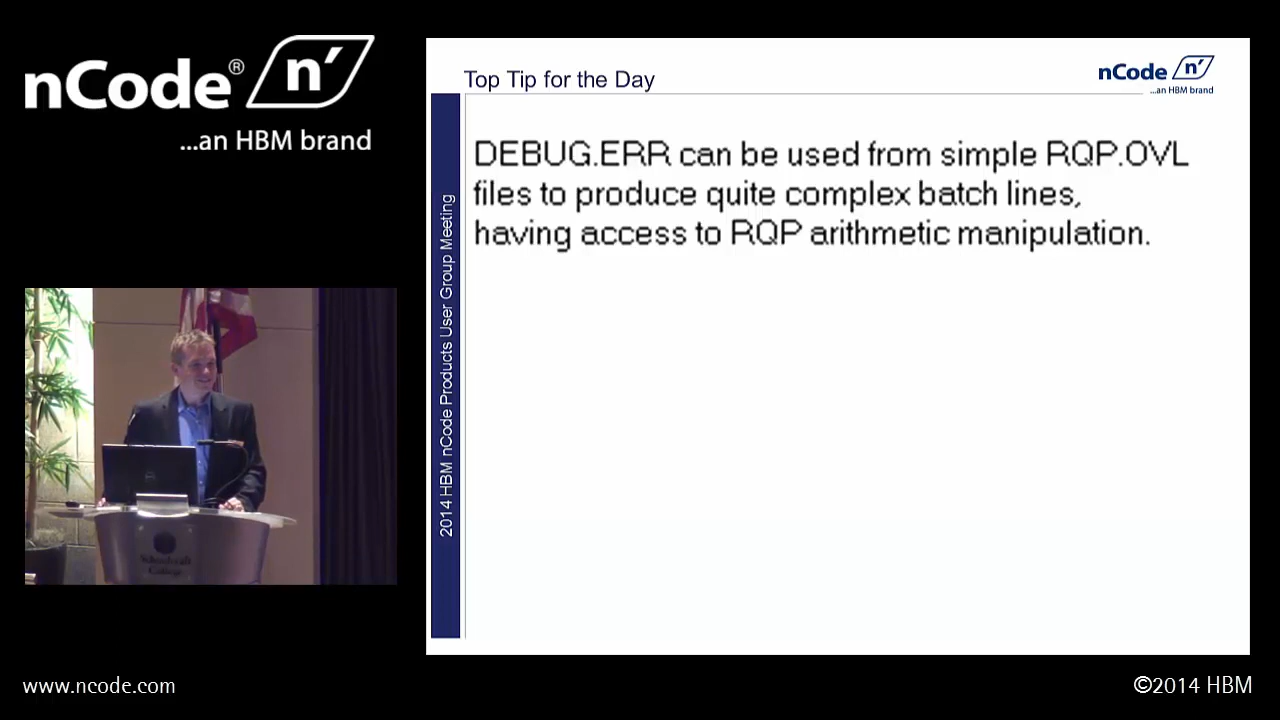 nCode® n'
...an HBM brand
Top Tip for the Day
nCode n'
...an HBM brand
DEBUG.ERR can be used from simple RQP.OVL
files to produce quite complex batch lines,
having access to RQP arithmetic manipulation.
2014 HBM nCode Products User Group Meeting
Schoolcraft
College
www.ncode.com
©2014 HBM